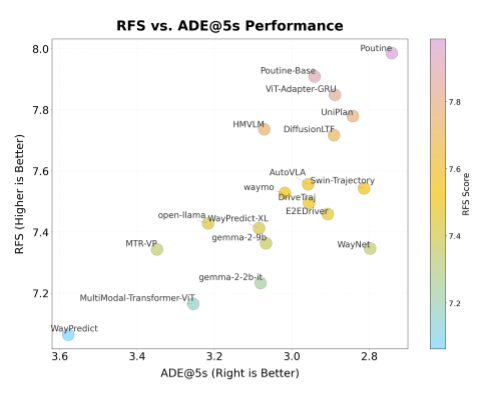 RFS vs. ADE@5s Performance
8.0
7.8
7.6
7.4
7.2
RFS (Higher is Better)
Poutine
Poutine-Base
ViT-Adapter-GRU
UniPlan
HMVLM
DiffusionLTF
AutoVLA
Swin-Trajectory
waymo
DriveTraj
E2EDriver
open-llama
WayPredict-XL
gemma-2-9b
MTR-VP
WayNet
gemma-2-2b-it
MultiModal-Transformer-ViT
WayPredict
3.6
3.4
3.2
3.0
2.8
ADE@5s (Right is Better)
7.8
7.6
7.4
7.2
RFS Score